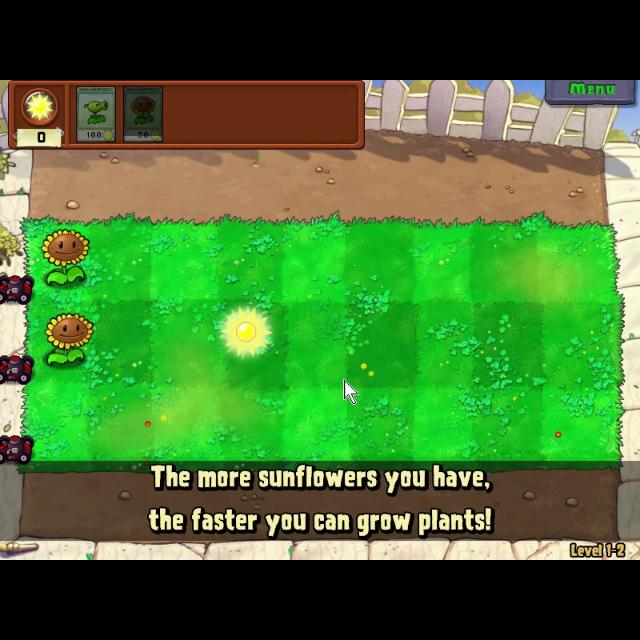 MENU
0
100
50
The more sunflowers you have,
the faster you can grow plants!
Level 1-2